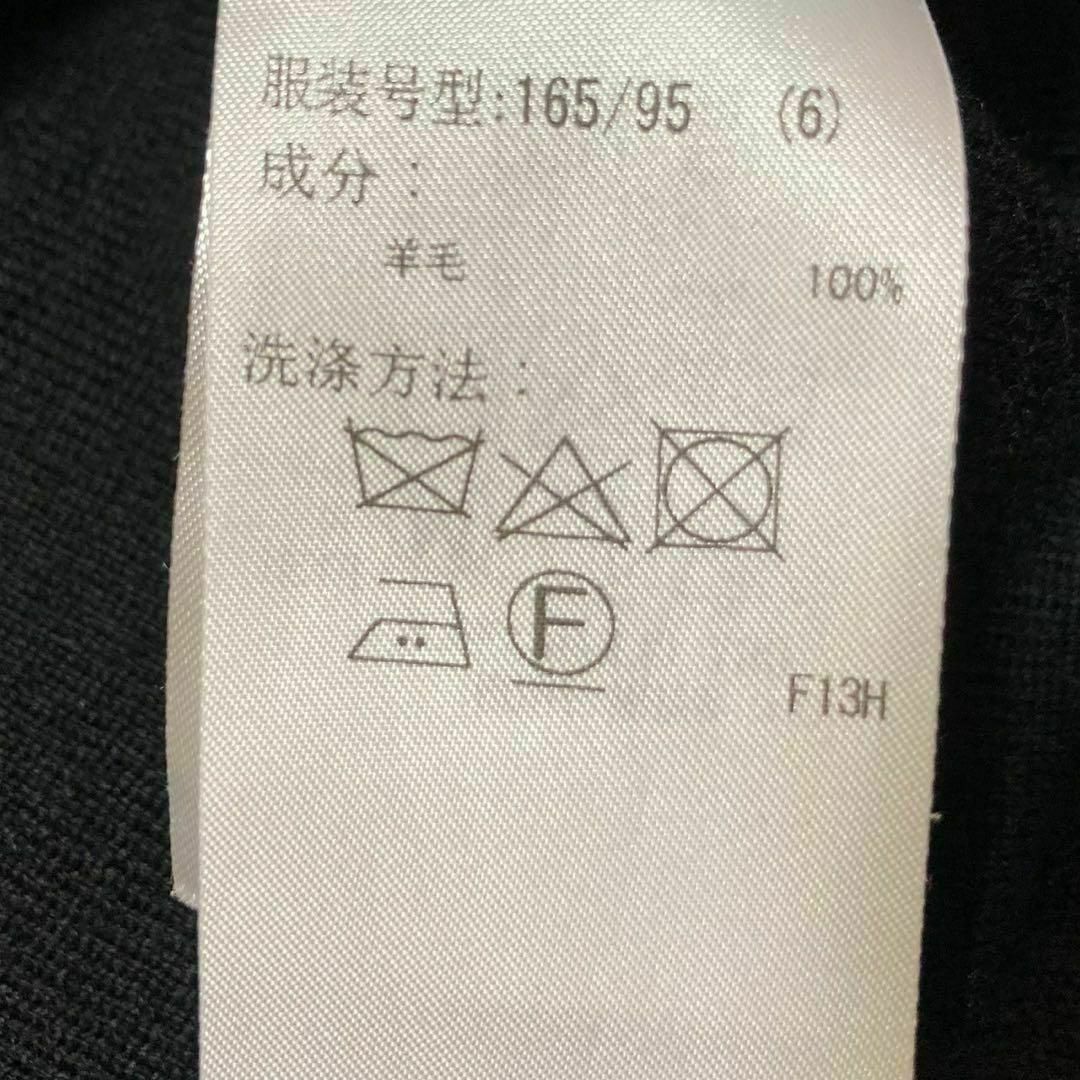 服装号型:165/95 (6)
成分：
羊毛 100%
洗涤方法：
F
F13H